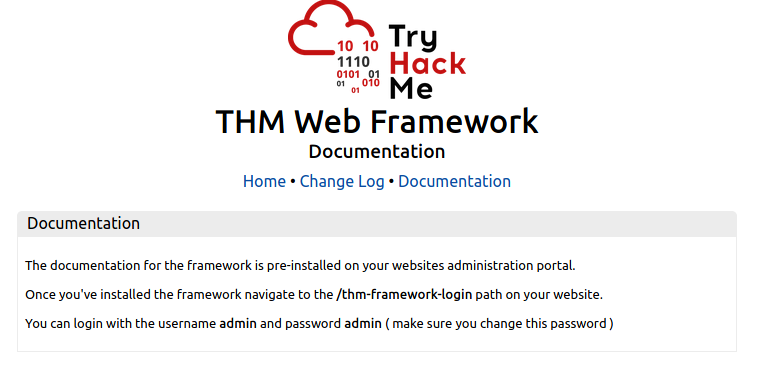 10 10
1110
0101 01
01 010
01
Try
Hack
Me
THM Web Framework
Documentation
Home • Change Log • Documentation
Documentation
The documentation for the framework is pre-installed on your websites administration portal.
Once you've installed the framework navigate to the /thm-framework-login path on your website.
You can login with the username admin and password admin ( make sure you change this password )